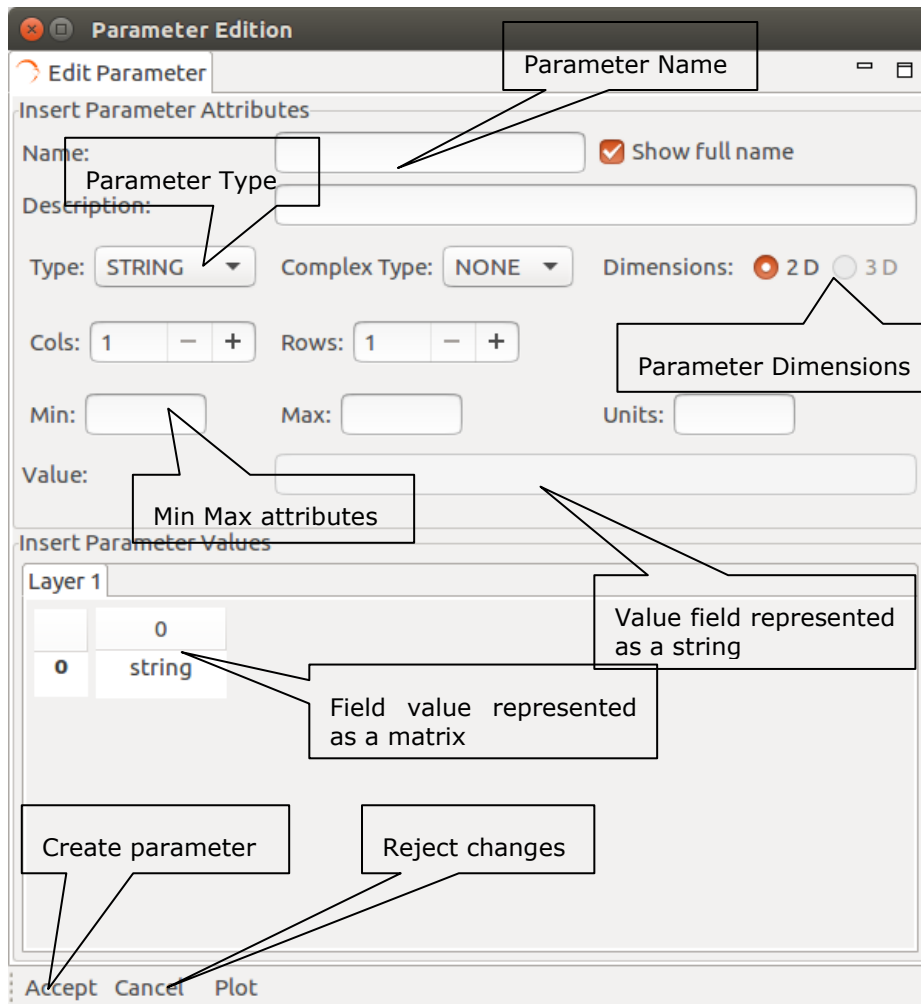 Parameter Edition
Edit Parameter
Parameter Name
Insert Parameter Attributes
Name:
Show full name
Parameter Type
Description:
Type: STRING Complex Type: NONE Dimensions: 2 D 3 D
Cols: 1 − + Rows: 1 − +
Parameter Dimensions
Min: Max: Units:
Value:
Min Max attributes
Insert Parameter Values
Layer 1
Value field represented
as a string
0
0 string
Field value represented
as a matrix
Create parameter
Reject changes
Accept Cancel Plot